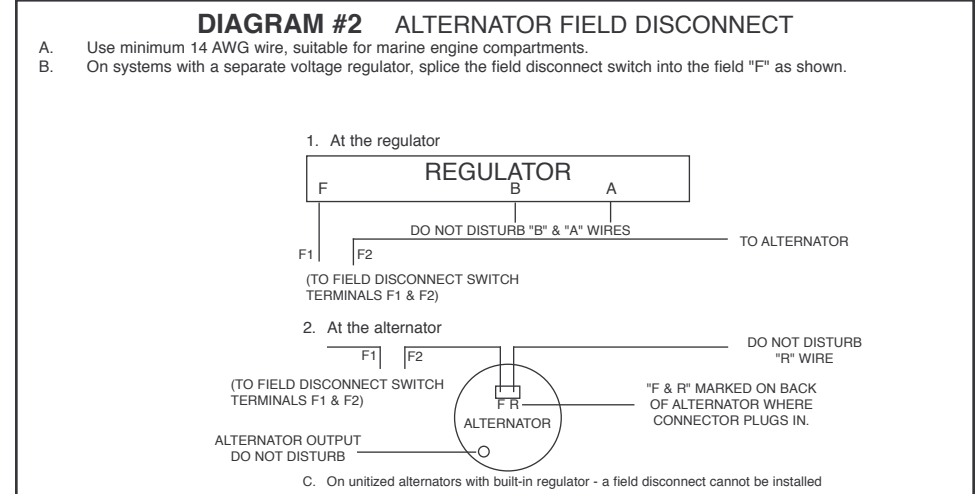 DIAGRAM #2 ALTERNATOR FIELD DISCONNECT
A. Use minimum 14 AWG wire, suitable for marine engine compartments.
B. On systems with a separate voltage regulator, splice the field disconnect switch into the field "F" as shown.
1. At the regulator
REGULATOR
F B A
DO NOT DISTURB "B" & "A" WIRES
TO ALTERNATOR
F1 F2
(TO FIELD DISCONNECT SWITCH
TERMINALS F1 & F2)
2. At the alternator
F1 F2
DO NOT DISTURB
"R" WIRE
(TO FIELD DISCONNECT SWITCH
TERMINALS F1 & F2)
F R
ALTERNATOR
"F & R" MARKED ON BACK
OF ALTERNATOR WHERE
CONNECTOR PLUGS IN.
ALTERNATOR OUTPUT
DO NOT DISTURB
C. On unitized alternators with built-in regulator - a field disconnect cannot be installed